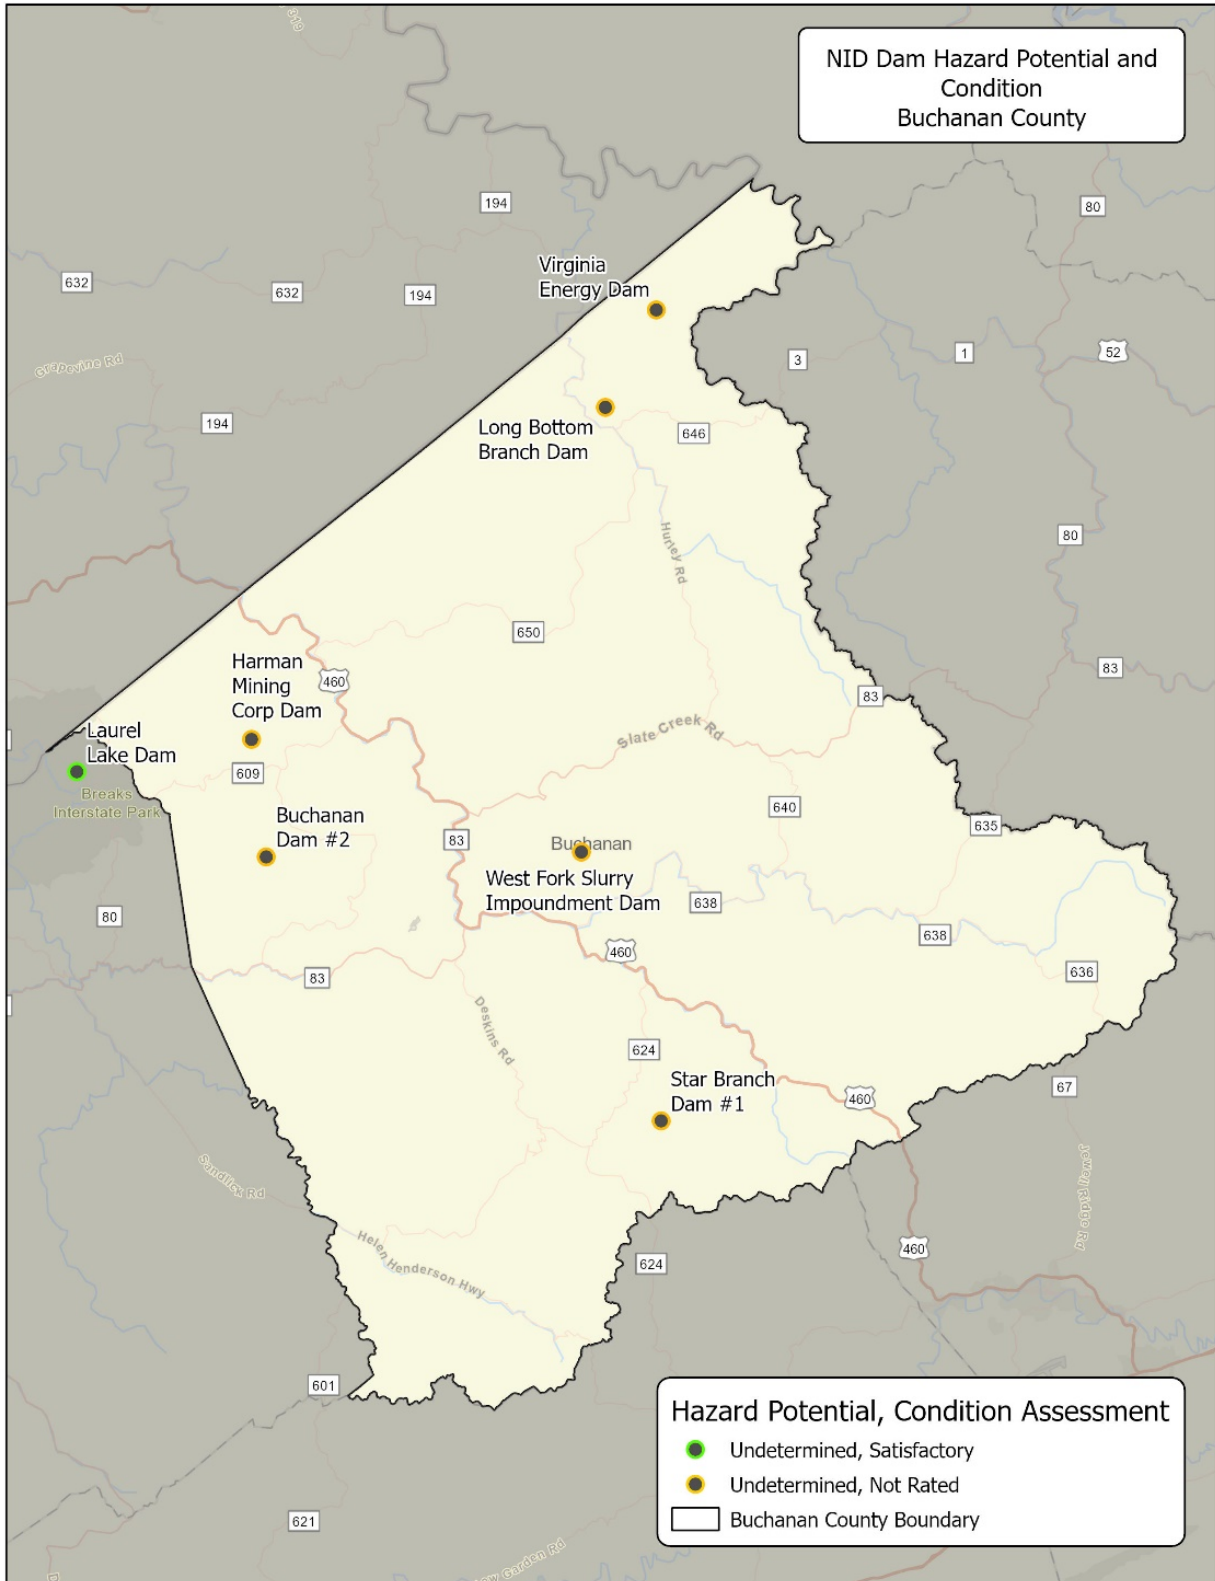 NID Dam Hazard Potential and
Condition
Buchanan County
319
194
80
632
632
194
Virginia
Energy Dam
Grapevine Rd
3
1
52
194
Long Bottom
Branch Dam
646
80
Hurley Rd
650
Harman
Mining
Corp Dam
460
83
83
Laurel
Lake Dam
Slate Creek Rd
609
Breaks
Interstate Park
Buchanan
Dam #2
640
635
83
Buchanan
West Fork Slurry
Impoundment Dam
80
638
638
460
636
83
Deskins Rd
624
Star Branch
Dam #1
67
460
Sandlick Rd
Jewell Ridge Rd
Helen Henderson Hwy
460
624
601
Hazard Potential, Condition Assessment
Undetermined, Satisfactory
Undetermined, Not Rated
Buchanan County Boundary
621
Garden Rd